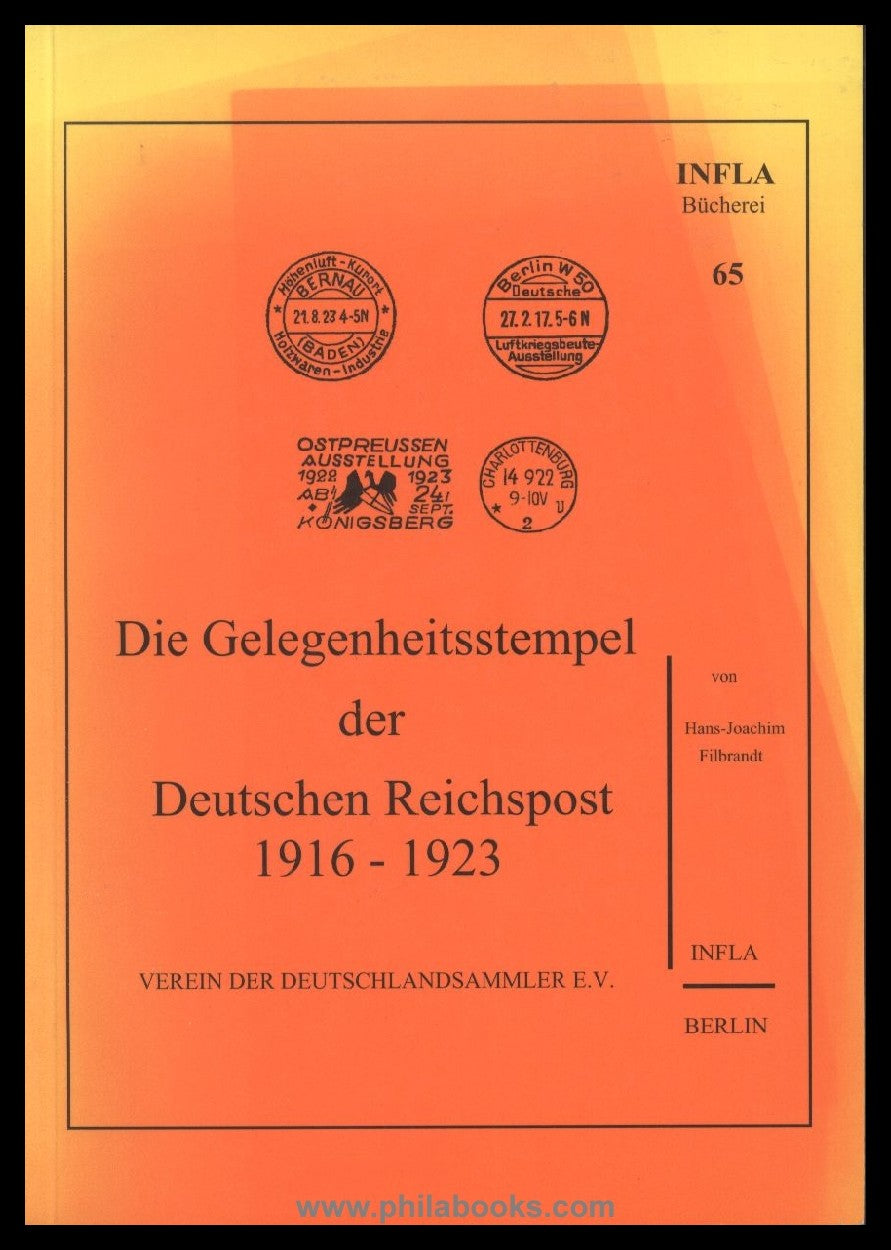 INFLA
Bücherei
65
Höhenluft-Kurort
BERNAU
21.8.23 4-5N
(BADEN)
Holzwaren-Industrie
Berlin W 50
Deutsche
27.2.17. 5-6 N
Luftkriegsbeute-
Ausstellung
OSTPREUSSEN
AUSSTELLUNG
1922 1923
AB 24.
SEPT.
KÖNIGSBERG
CHARLOTTENBURG
14 9 22
9-10V
u
* 2
Die Gelegenheitsstempel
der
Deutschen Reichspost
1916 - 1923
von
Hans-Joachim
Filbrandt
VEREIN DER DEUTSCHLANDSAMMLER E.V.
INFLA
BERLIN
www.philabooks.com